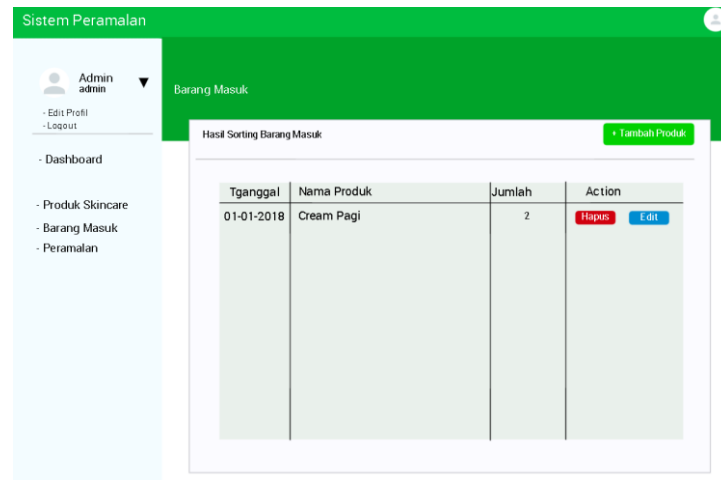 Sistem Peramalan
Admin
admin
- Edit Profil
- Logout
- Dashboard
- Produk Skincare
- Barang Masuk
- Peramalan
Barang Masuk
Hasil Sorting Barang Masuk
+ Tambah Produk
Tganggal Nama Produk Jumlah Action
01-01-2018 Cream Pagi 2 Hapus Edit